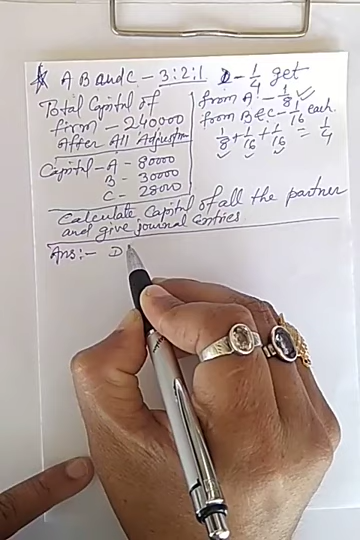 * A B and C - 3:2:1 D - 1/4 get
from A - 1/8 ✓
from B & C - 1/16 each.
1/8 + 1/16 + 1/16 = 1/4
Total Capital of
firm - 240000
After All Adjustm
Capital - A - 80000
B - 30000
C - 28000
Calculate Capital of all the partner
and give journal entries
Ans:- D